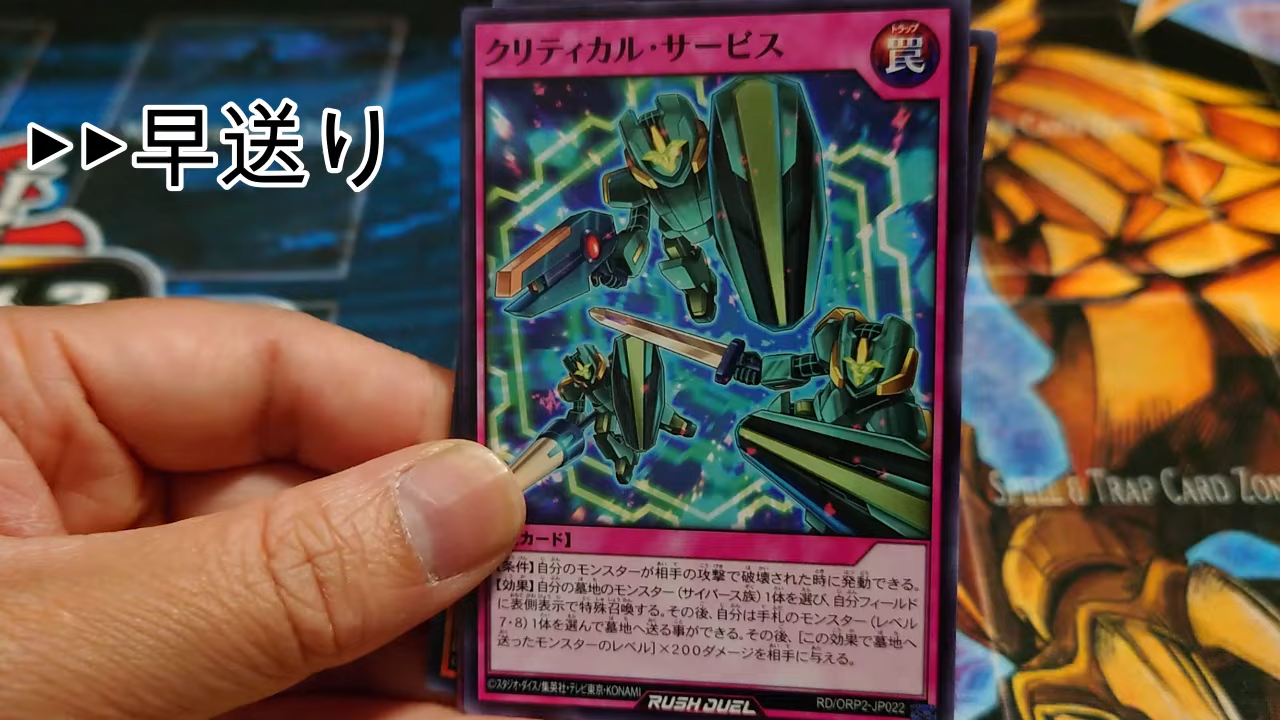 ▶▶早送り
クリティカル・サービス
トラップ
罠
カード】
【条件】自分のモンスターが相手の攻撃で破壊された時に発動できる。
【効果】自分の墓地のモンスター(サイバース族)1体を選び、自分フィールド
に表側表示で特殊召喚する。その後、自分は手札のモンスター(レベル
7・8)1体を選んで墓地へ送る事ができる。その後、[この効果で墓地へ
送ったモンスターのレベル]×200ダメージを相手に与える。
©スタジオ・ダイス/集英社・テレビ東京・KONAMI
RUSH DUEL
RD/ORP2-JP022
SPELL & TRAP CARD ZON